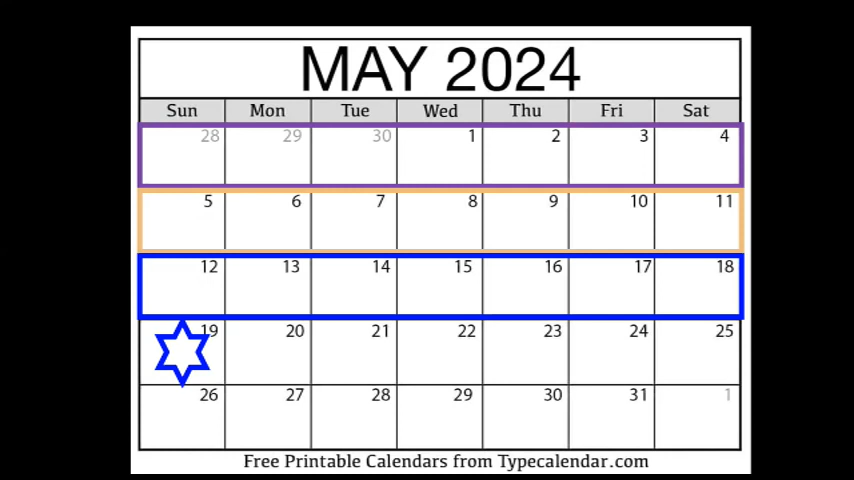 MAY 2024
Sun Mon Tue Wed Thu Fri Sat
28 29 30 1 2 3 4
5 6 7 8 9 10 11
12 13 14 15 16 17 18
19 20 21 22 23 24 25
26 27 28 29 30 31 1
Free Printable Calendars from Typecalendar.com